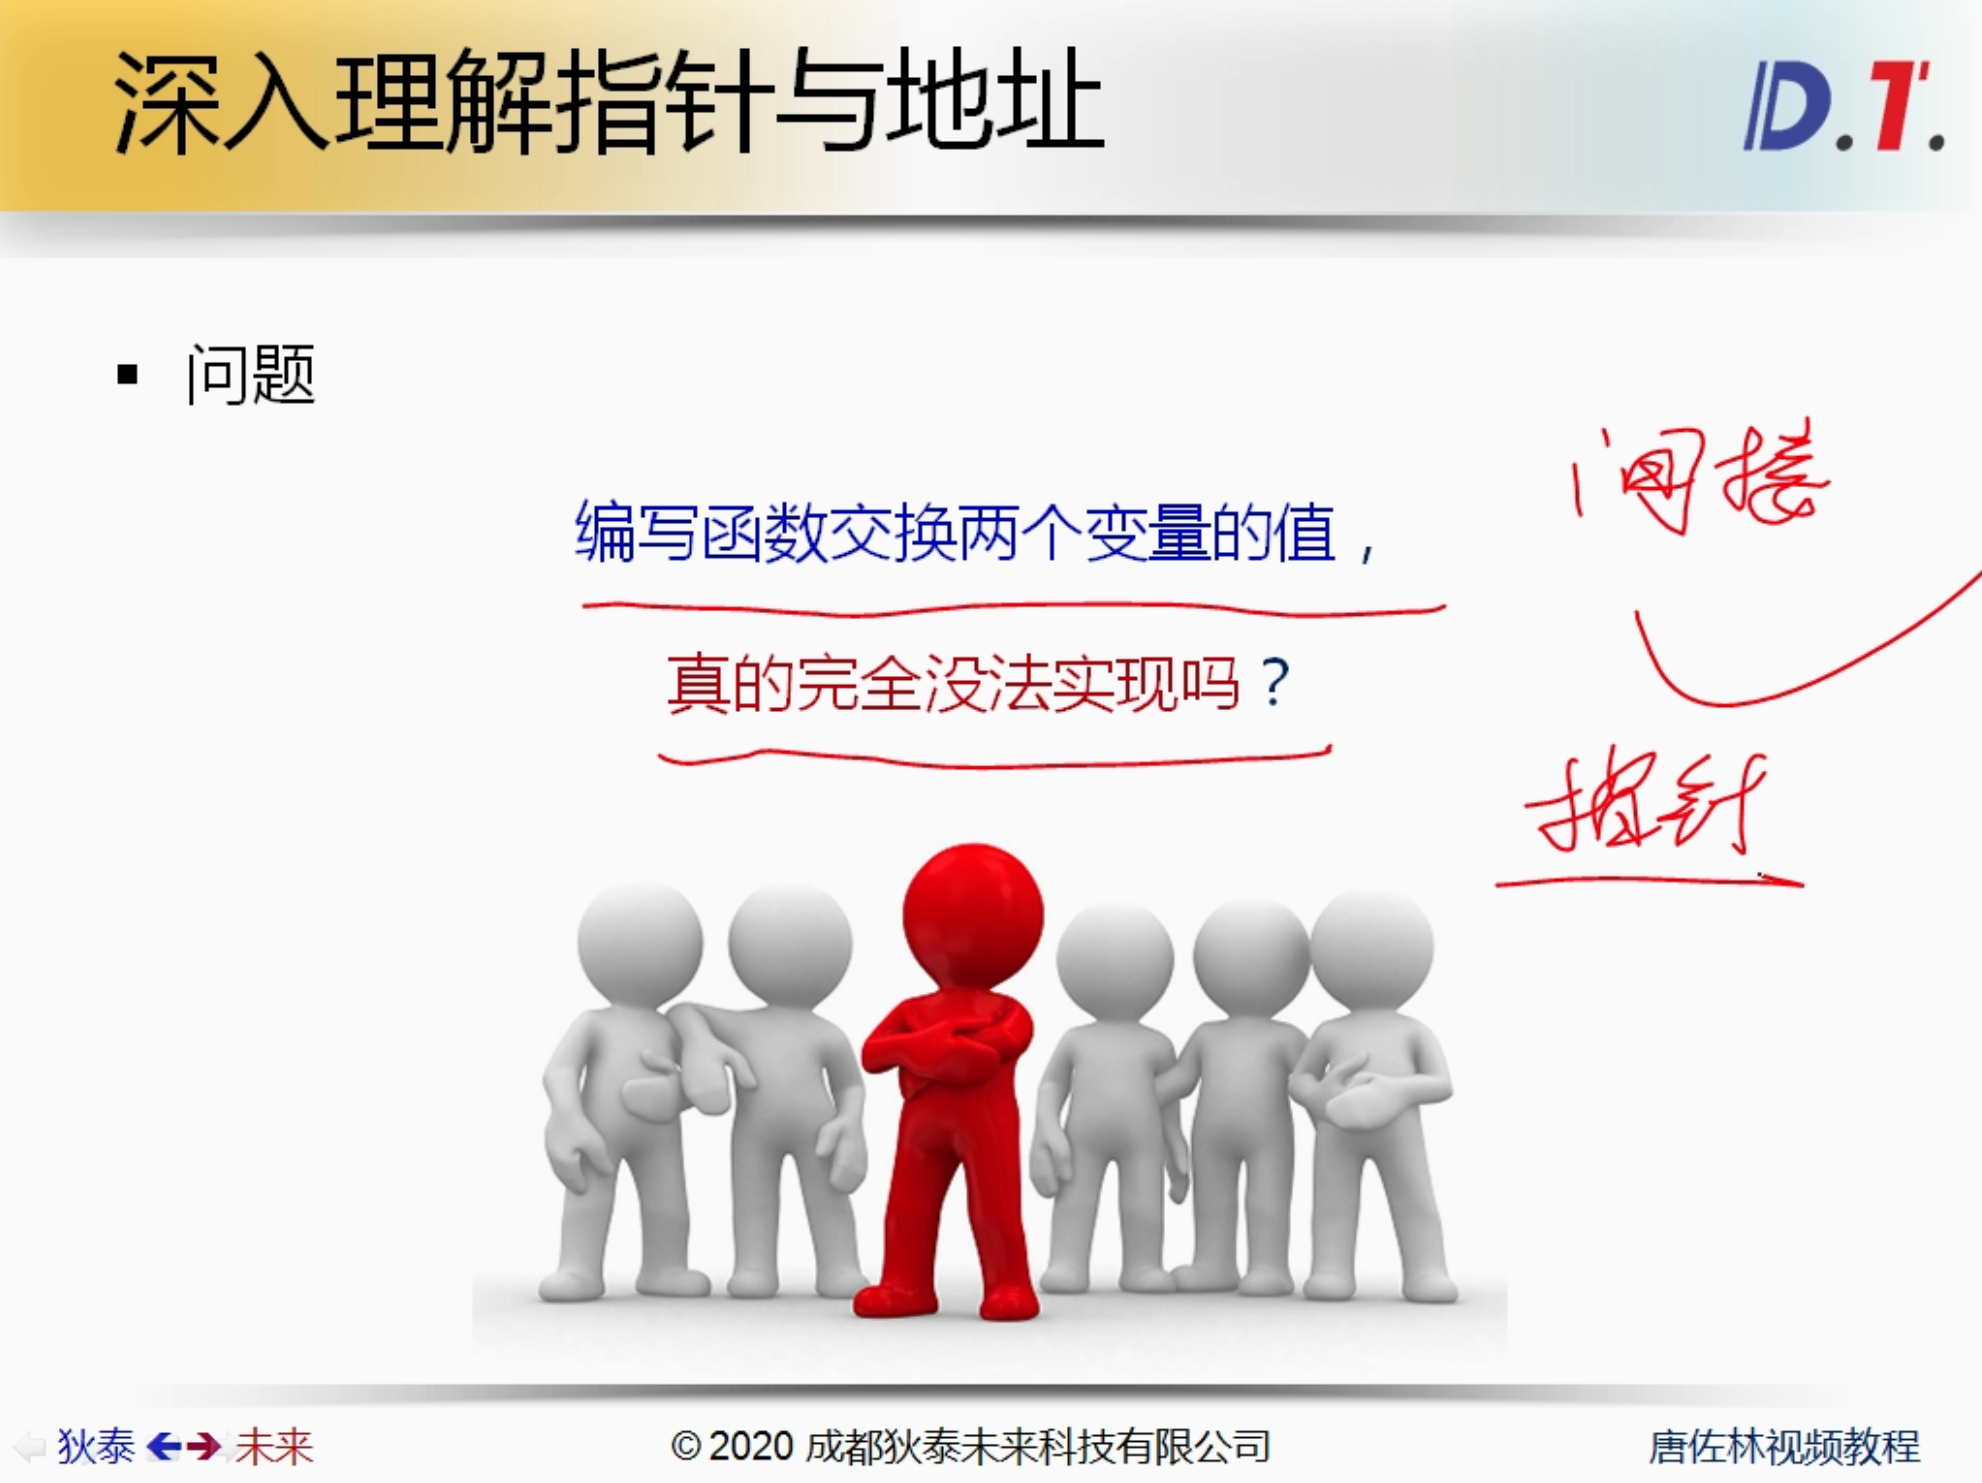 深入理解指针与地址
D.T.
▪ 问题
间接
编写函数交换两个变量的值，
真的完全没法实现吗？
指针
狄泰 未来
© 2020 成都狄泰未来科技有限公司
唐佐林视频教程